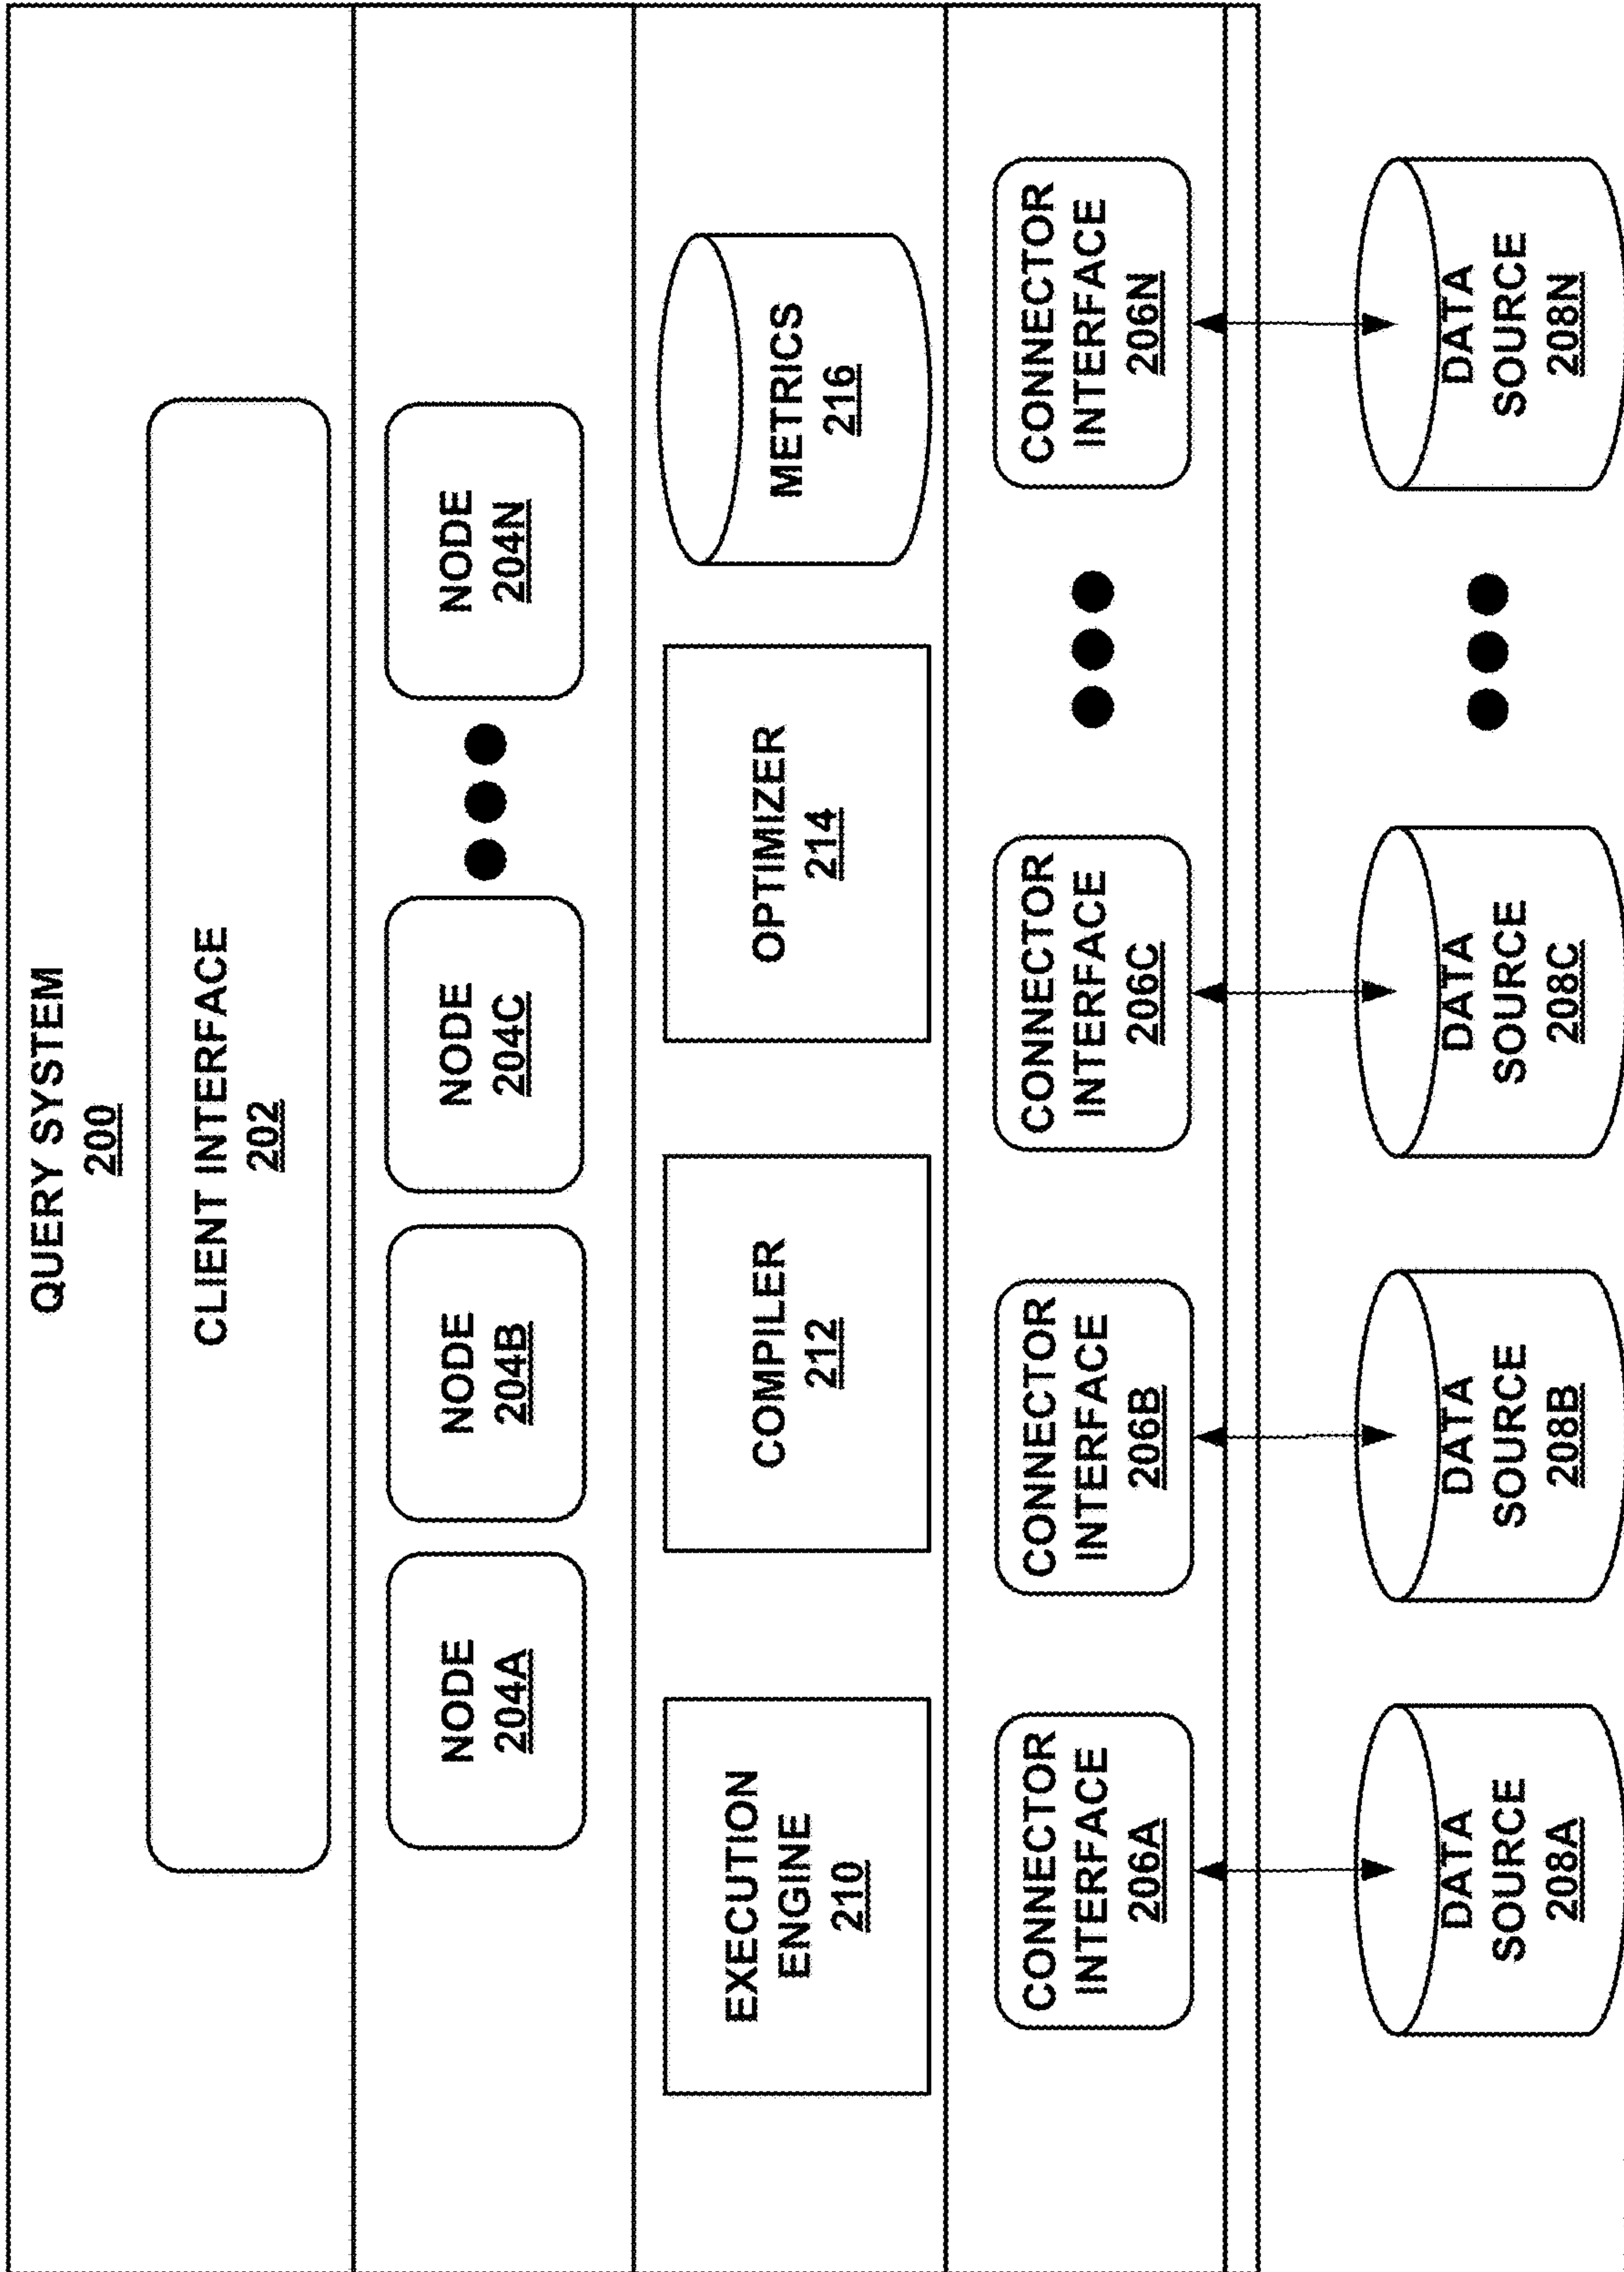 QUERY SYSTEM
200
CLIENT INTERFACE
202
NODE
204A
NODE
204B
NODE
204C
NODE
204N
EXECUTION
ENGINE
210
COMPILER
212
OPTIMIZER
214
METRICS
216
CONNECTOR
INTERFACE
206A
CONNECTOR
INTERFACE
206B
CONNECTOR
INTERFACE
206C
CONNECTOR
INTERFACE
206N
DATA
SOURCE
208A
DATA
SOURCE
208B
DATA
SOURCE
208C
DATA
SOURCE
208N